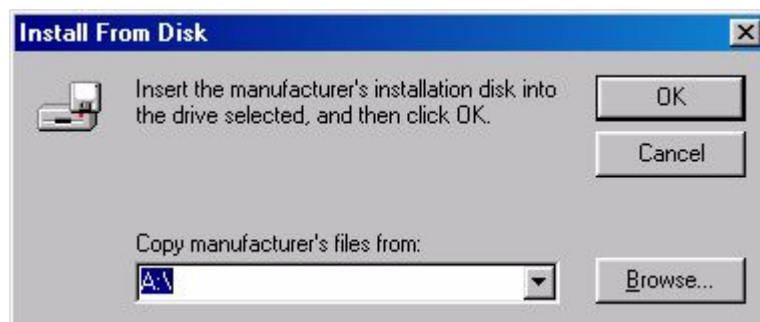 Install From Disk
Insert the manufacturer's installation disk into
the drive selected, and then click OK.
OK
Cancel
Copy manufacturer's files from:
A:\
Browse...